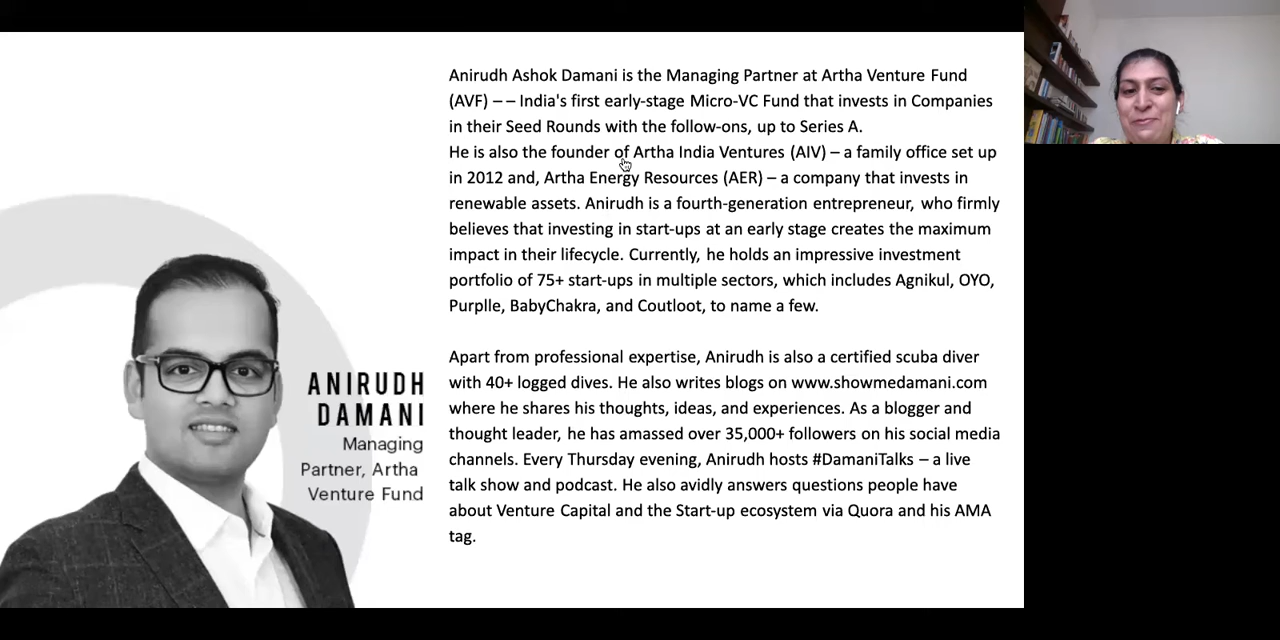 Anirudh Ashok Damani is the Managing Partner at Artha Venture Fund
(AVF) – – India's first early-stage Micro-VC Fund that invests in Companies
in their Seed Rounds with the follow-ons, up to Series A.
He is also the founder of Artha India Ventures (AIV) – a family office set up
in 2012 and, Artha Energy Resources (AER) – a company that invests in
renewable assets. Anirudh is a fourth-generation entrepreneur, who firmly
believes that investing in start-ups at an early stage creates the maximum
impact in their lifecycle. Currently, he holds an impressive investment
portfolio of 75+ start-ups in multiple sectors, which includes Agnikul, OYO,
Purplle, BabyChakra, and Coutloot, to name a few.
Apart from professional expertise, Anirudh is also a certified scuba diver
with 40+ logged dives. He also writes blogs on www.showmedamani.com
where he shares his thoughts, ideas, and experiences. As a blogger and
thought leader, he has amassed over 35,000+ followers on his social media
channels. Every Thursday evening, Anirudh hosts #DamaniTalks – a live
talk show and podcast. He also avidly answers questions people have
about Venture Capital and the Start-up ecosystem via Quora and his AMA
tag.
ANIRUDH
DAMANI
Managing
Partner, Artha
Venture Fund